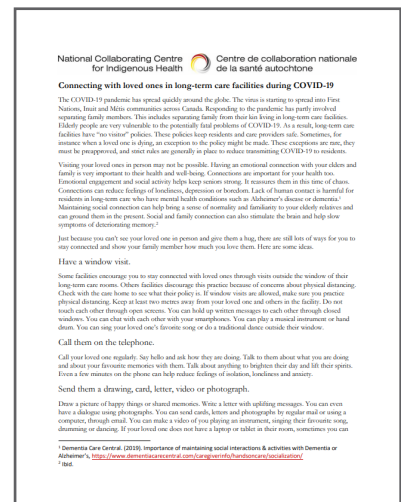 National Collaborating Centre
for Indigenous Health
Centre de collaboration nationale
de la santé autochtone
Connecting with loved ones in long-term care facilities during COVID-19
The COVID-19 pandemic has spread quickly around the globe. The virus is starting to spread into First
Nations, Inuit and Métis communities across Canada. Responding to the pandemic has partly involved
separating family members. This includes separating family from their kin living in long-term care facilities.
Elderly people are very vulnerable to the potentially fatal problems of COVID-19. As a result, long-term care
facilities have “no visitor” policies. These policies keep residents and care providers safe. Sometimes, for
instance when a loved one is dying, an exception to the policy might be made. These exceptions are rare, they
must be preapproved, and strict rules are generally in place to reduce transmitting COVID-19 to residents.
Visiting your loved ones in person may not be possible. Having an emotional connection with your elders and
family is very important to their health and well-being. Connections are important for your health too.
Emotional engagement and social activity helps keep seniors strong. It reassures them in this time of chaos.
Connections can reduce feelings of loneliness, depression or boredom. Lack of human contact is harmful for
residents in long-term care who have mental health conditions such as Alzheimer's disease or dementia.¹
Maintaining social connection can help bring a sense of normality and familiarity to your elderly relatives and
can ground them in the present. Social and family connection can also stimulate the brain and help slow
symptoms of deteriorating memory.²
Just because you can't see your loved one in person and give them a hug, there are still lots of ways for you to
stay connected and show your family member how much you love them. Here are some ideas.
Have a window visit.
Some facilities encourage you to stay connected with loved ones through visits outside the window of their
long-term care rooms. Others facilities discourage this practice because of concerns about physical distancing.
Check with the care home to see what their policy is. If window visits are allowed, make sure you practice
physical distancing. Keep at least two metres away from your loved one and others in the facility. Do not
touch each other through open screens. You can hold up written messages to each other through closed
windows. You can chat with each other with your smartphones. You can play a musical instrument or hand
drum. You can sing your loved one's favorite song or do a traditional dance outside their window.
Call them on the telephone.
Call your loved one regularly. Say hello and ask how they are doing. Talk to them about what you are doing
and about your favourite memories with them. Talk about anything to brighten their day and lift their spirits.
Even a few minutes on the phone can help reduce feelings of isolation, loneliness and anxiety.
Send them a drawing, card, letter, video or photograph.
Draw a picture of happy things or shared memories. Write a letter with uplifting messages. You can even
have a dialogue using photographs. You can send cards, letters and photographs by regular mail or using a
computer, through email. You can make a video of you playing an instrument, singing their favourite song,
drumming or dancing. If your loved one does not have a laptop or tablet in their room, sometimes you can
¹ Dementia Care Central. (2019). Importance of maintaining social interactions & activities with Dementia or
Alzheimer's, https://www.dementiacarecentral.com/caregiverinfo/handsoncare/socialization/
² Ibid.